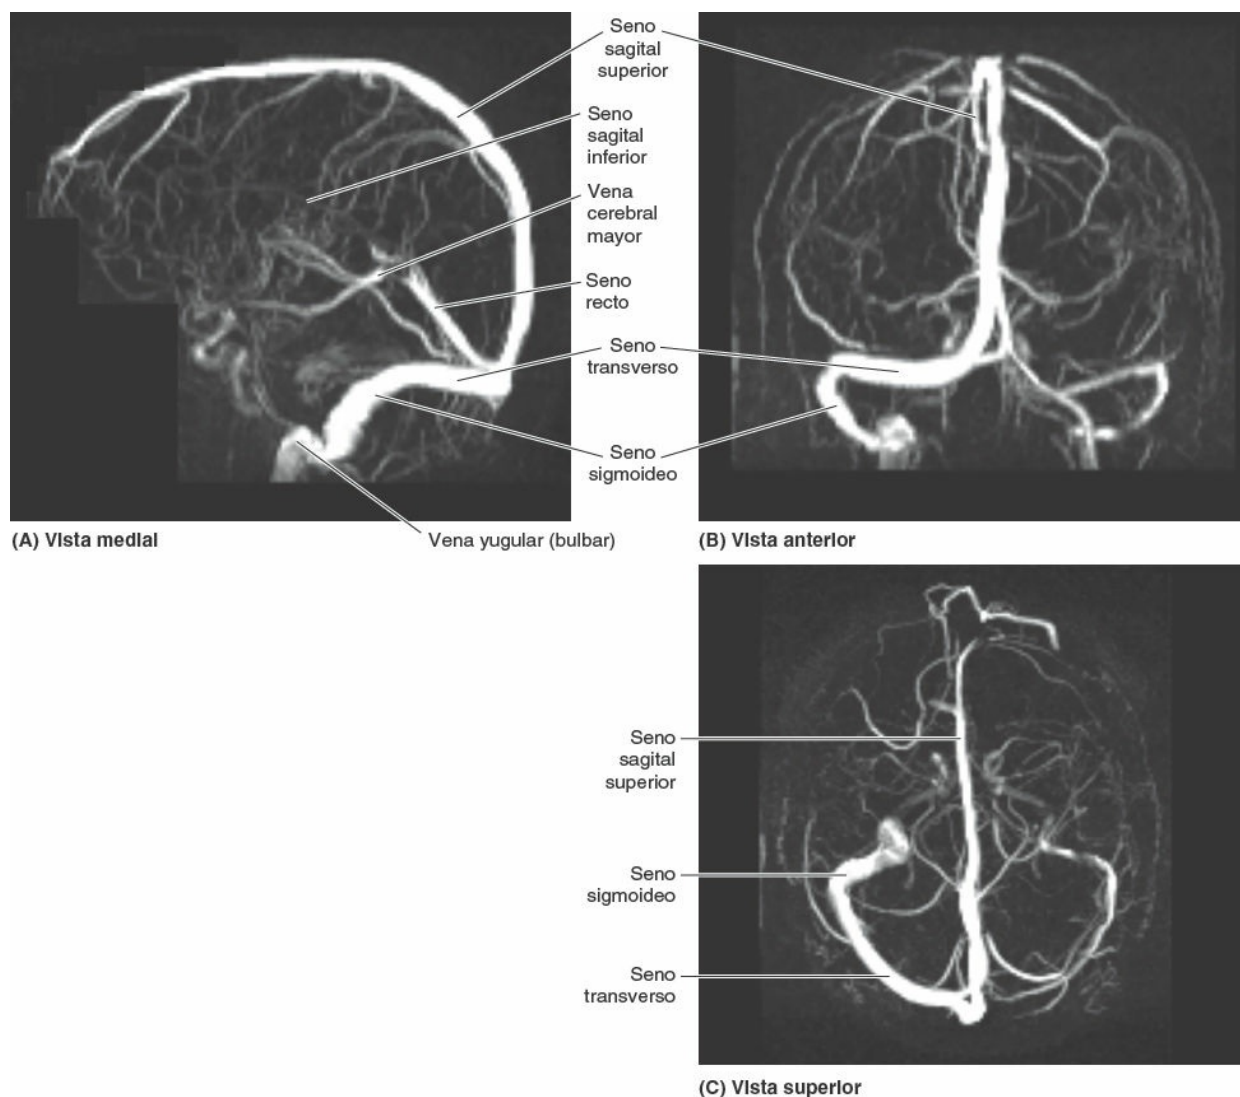 Seno
sagital
superior
Seno
sagital
inferior
Vena
cerebral
mayor
Seno
recto
Seno
transverso
Seno
sigmoideo
Vena yugular (bulbar)
(A) Vista medial
(B) Vista anterior
Seno
sagital
superior
Seno
sigmoideo
Seno
transverso
(C) Vista superior